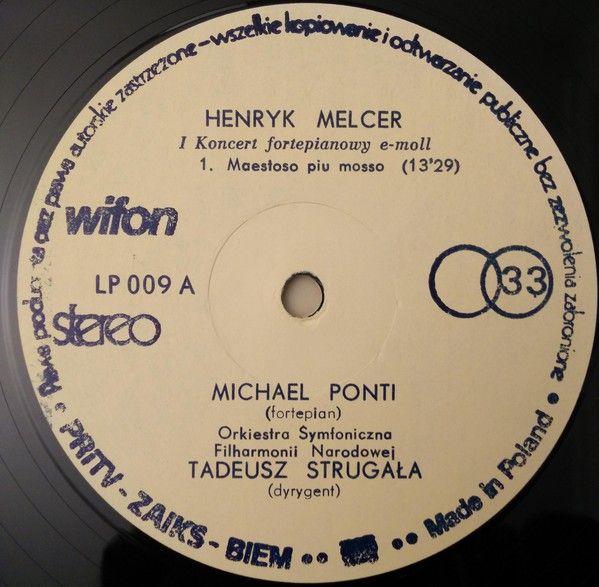 Prawa producenta oraz prawa autorskie zastrzeżone – wszelkie kopiowanie i odtwarzanie publiczne bez zezwolenia zabronione
HENRYK MELCER
I Koncert fortepianowy e-moll
1. Maestoso piu mosso (13'29)
wifon
LP 009 A
33
stereo
MICHAEL PONTI
(fortepian)
Orkiestra Symfoniczna
Filharmonii Narodowej
TADEUSZ STRUGAŁA
(dyrygent)
PRiTV - ZAIKS - BIEM
Made in Poland